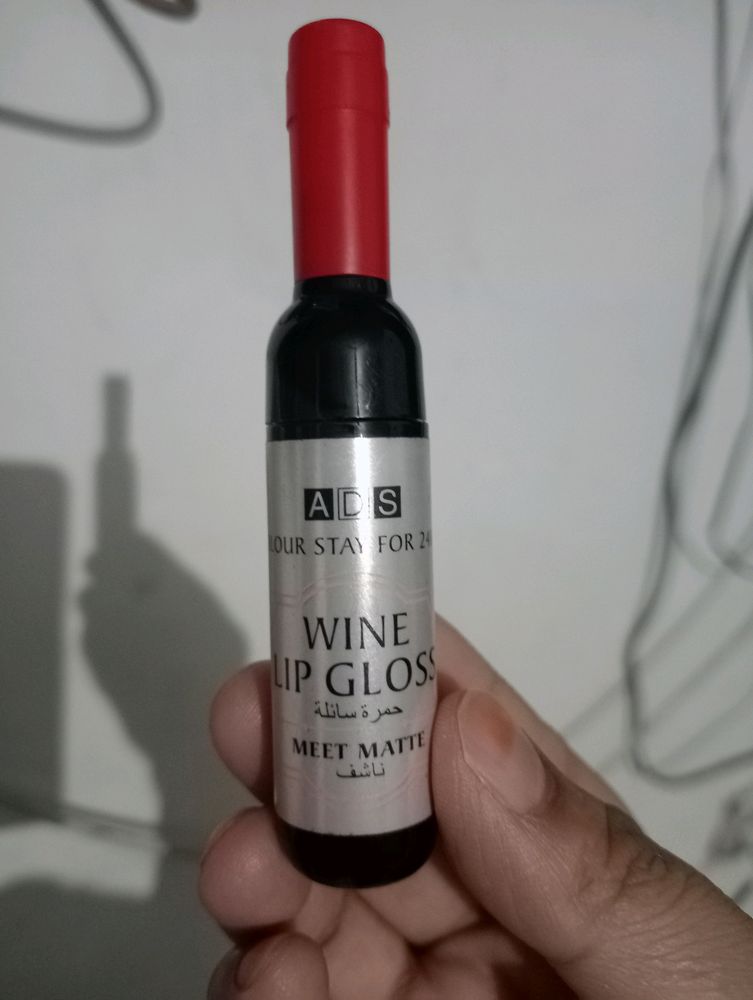 ADS
LOUR STAY FOR 24
WINE
LIP GLOSS
حمرة سائلة
MEET MATTE
ناشف